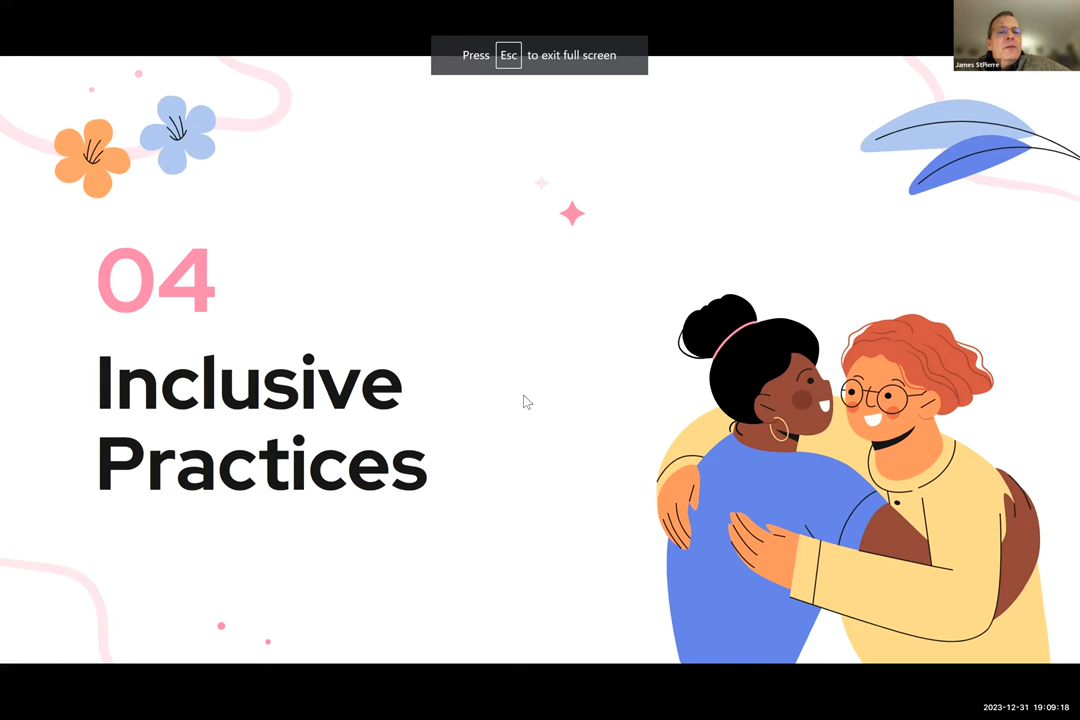 Press Esc to exit full screen
James StPierre
04
Inclusive
Practices
2023-12-31 19:09:18